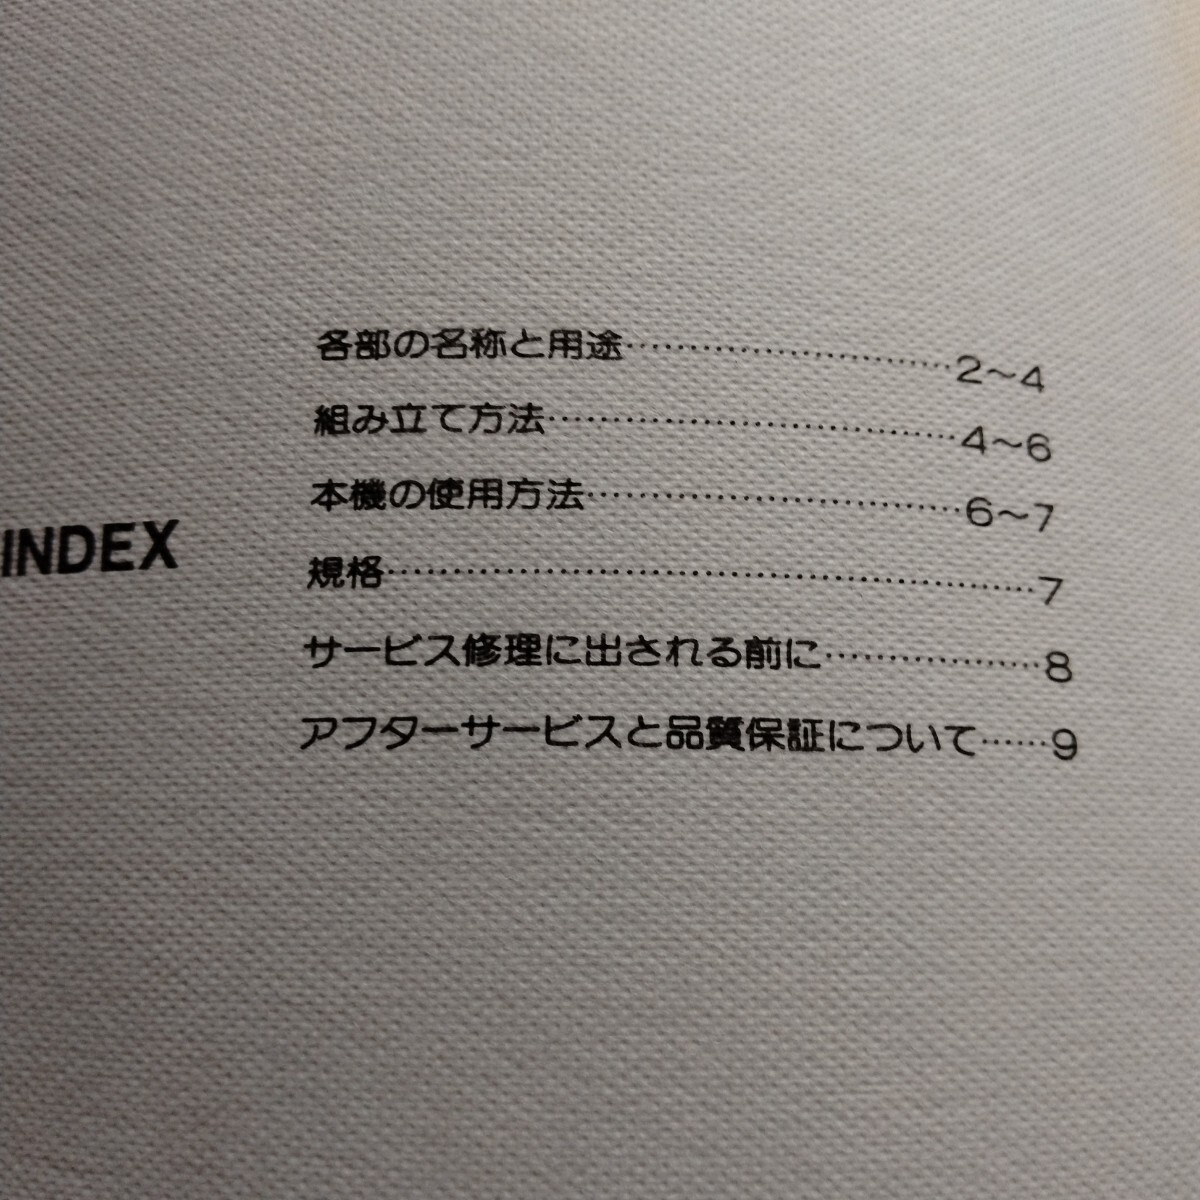 INDEX
各部の名称と用途……………………2〜4
組み立て方法…………………………4〜6
本機の使用方法………………………6〜7
規格……………………………………………7
サービス修理に出される前に……………8
アフターサービスと品質保証について……9